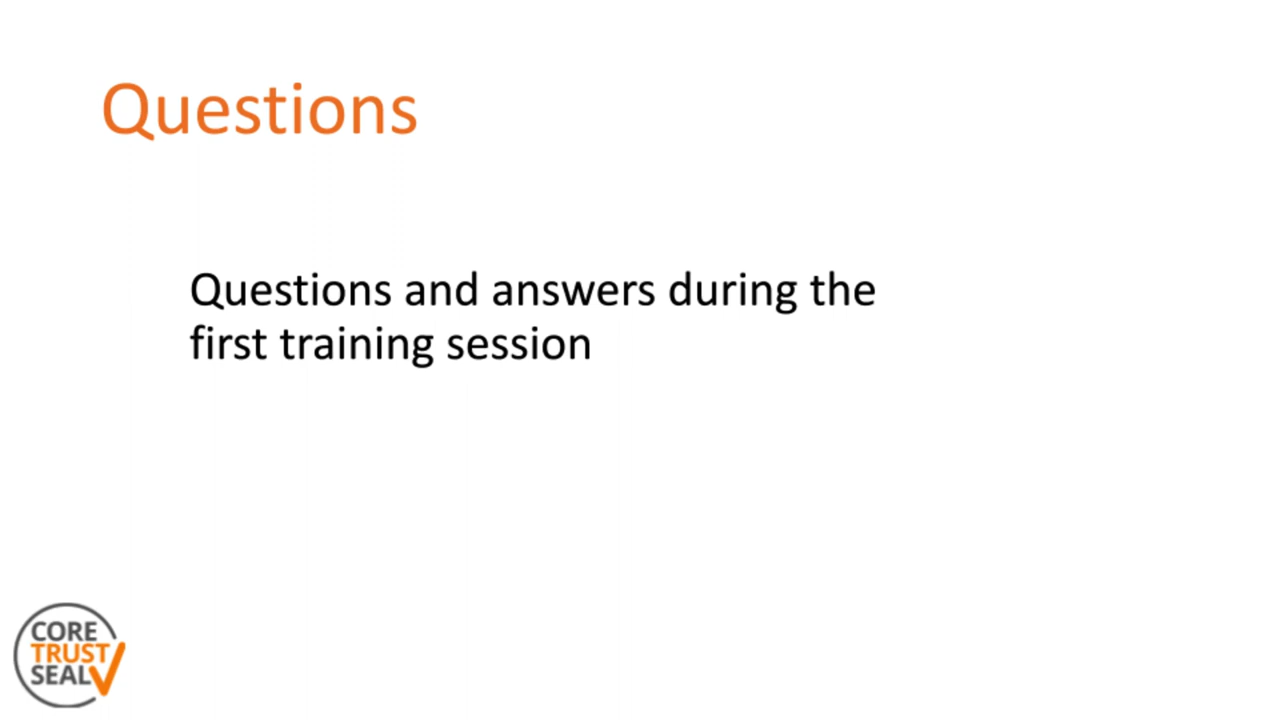 Questions
Questions and answers during the
first training session
CORE
TRUST
SEAL